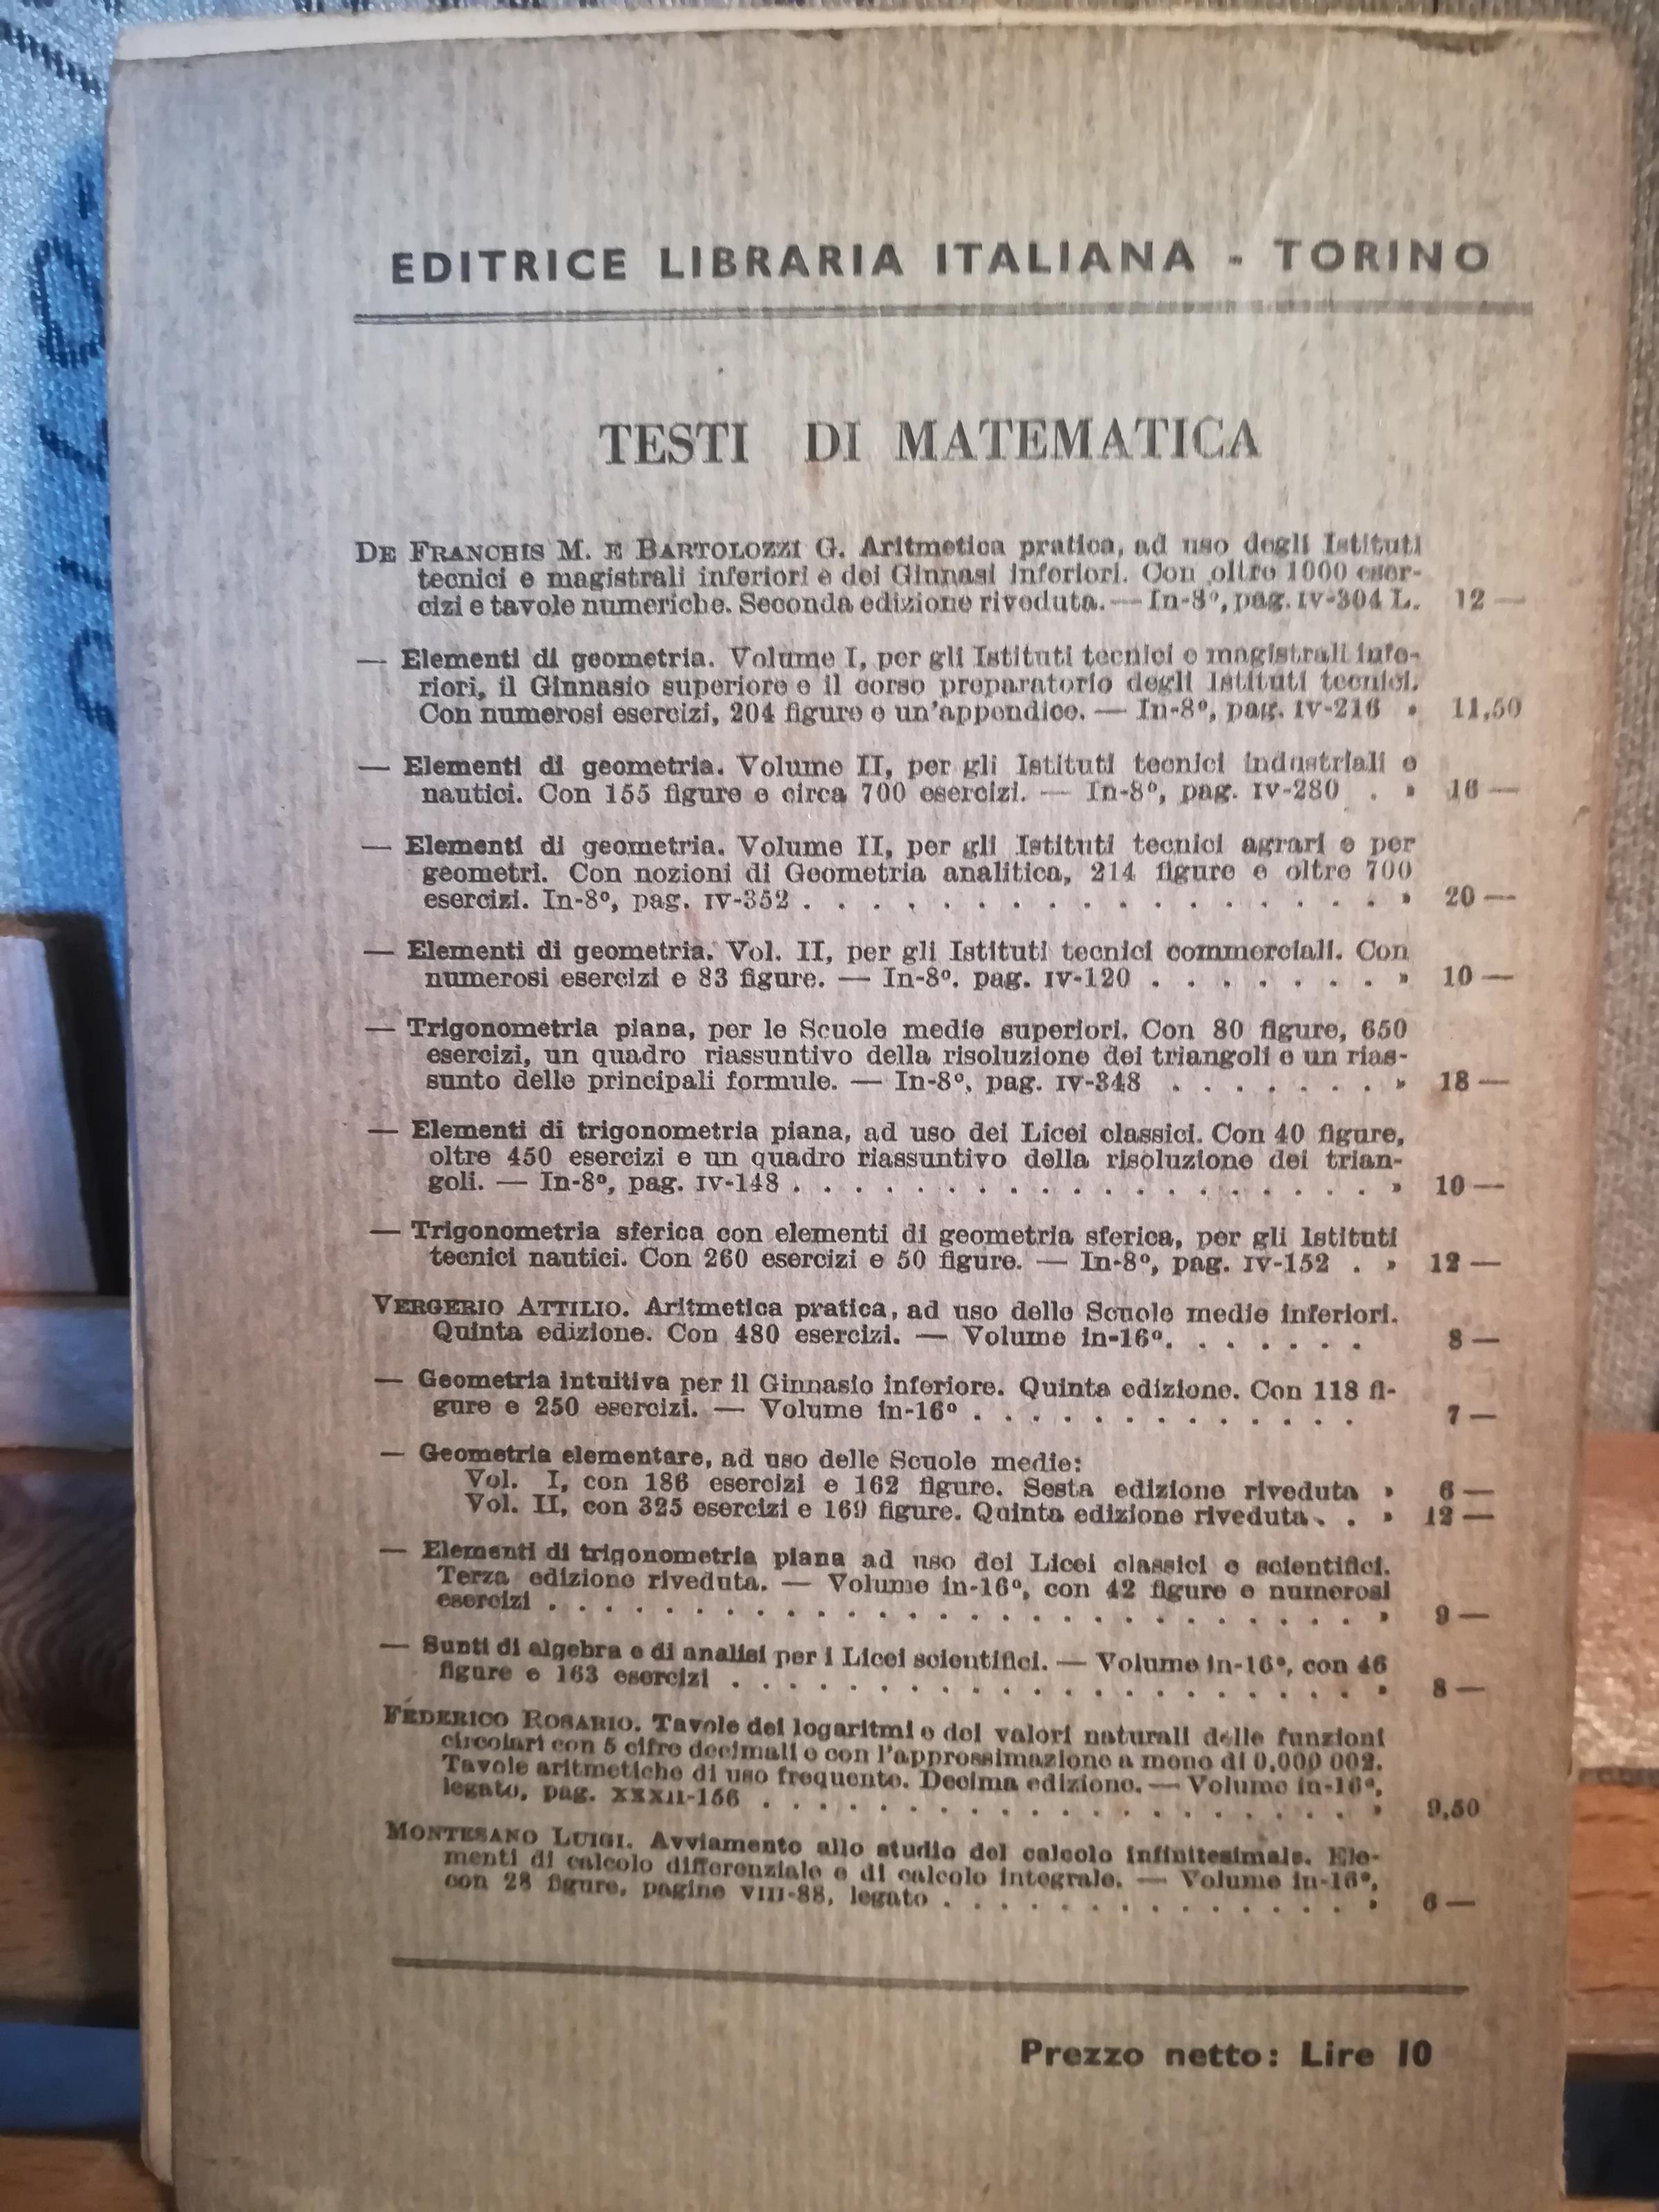 EDITRICE LIBRARIA ITALIANA - TORINO
TESTI DI MATEMATICA
DE FRANCHIS M. E BARTOLOZZI G. Aritmetica pratica, ad uso degli Istituti
tecnici e magistrali inferiori e dei Ginnasi inferiori. Con oltre 1000 eser-
cizi e tavole numeriche. Seconda edizione riveduta. — In-8º, pag. IV-304 L. 12 —
— Elementi di geometria. Volume I, per gli Istituti tecnici e magistrali infe-
riori, il Ginnasio superiore e il corso preparatorio degli Istituti tecnici.
Con numerosi esercizi, 204 figure e un'appendice. — In-8º, pag. IV-216 » 11,50
— Elementi di geometria. Volume II, per gli Istituti tecnici industriali e
nautici. Con 155 figure e circa 700 esercizi. — In-8º, pag. IV-280 . » 16 —
— Elementi di geometria. Volume II, per gli Istituti tecnici agrari e per
geometri. Con nozioni di Geometria analitica, 214 figure e oltre 700
esercizi. In-8º, pag. IV-352 . . . . . . . . . . . . . . . . . . » 20 —
— Elementi di geometria. Vol. II, per gli Istituti tecnici commerciali. Con
numerosi esercizi e 83 figure. — In-8º. pag. IV-120 . . . . . . . » 10 —
— Trigonometria piana, per le Scuole medie superiori. Con 80 figure, 650
esercizi, un quadro riassuntivo della risoluzione dei triangoli e un rias-
sunto delle principali formule. — In-8º, pag. IV-348 . . . . . . . » 18 —
— Elementi di trigonometria piana, ad uso dei Licei classici. Con 40 figure,
oltre 450 esercizi e un quadro riassuntivo della risoluzione dei trian-
goli. — In-8º, pag. IV-148 . . . . . . . . . . . . . . . . . . » 10 —
— Trigonometria sferica con elementi di geometria sferica, per gli Istituti
tecnici nautici. Con 260 esercizi e 50 figure. — In-8º, pag. IV-152 . » 12 —
VERGERIO ATTILIO. Aritmetica pratica, ad uso delle Scuole medie inferiori.
Quinta edizione. Con 480 esercizi. — Volume in-16º. . . . . . . 8 —
— Geometria intuitiva per il Ginnasio inferiore. Quinta edizione. Con 118 fi-
gure e 250 esercizi. — Volume in-16º . . . . . . . . . . . . . 7 —
— Geometria elementare, ad uso delle Scuole medie:
Vol. I, con 186 esercizi e 162 figure. Sesta edizione riveduta » 6 —
Vol. II, con 325 esercizi e 169 figure. Quinta edizione riveduta . . » 12 —
— Elementi di trigonometria piana ad uso dei Licei classici e scientifici.
Terza edizione riveduta. — Volume in-16º, con 42 figure e numerosi
esercizi . . . . . . . . . . . . . . . . . . . . . . . . . . . » 9 —
— Sunti di algebra e di analisi per i Licei scientifici. — Volume in-16º, con 46
figure e 163 esercizi . . . . . . . . . . . . . . . . . . . . . » 8 —
FEDERICO ROSARIO. Tavole dei logaritmi e dei valori naturali delle funzioni
circolari con 5 cifre decimali e con l'approssimazione a meno di 0,000 002.
Tavole aritmetiche di uso frequente. Decima edizione. — Volume in-16º,
legato, pag. XXXII-156 . . . . . . . . . . . . . . . . . . . » 9,50
MONTESANO LUIGI. Avviamento allo studio del calcolo infinitesimale. Ele-
menti di calcolo differenziale e di calcolo integrale. — Volume in-16º,
con 28 figure, pagine VIII-88, legato . . . . . . . . . . . . . » 6 —
Prezzo netto: Lire 10